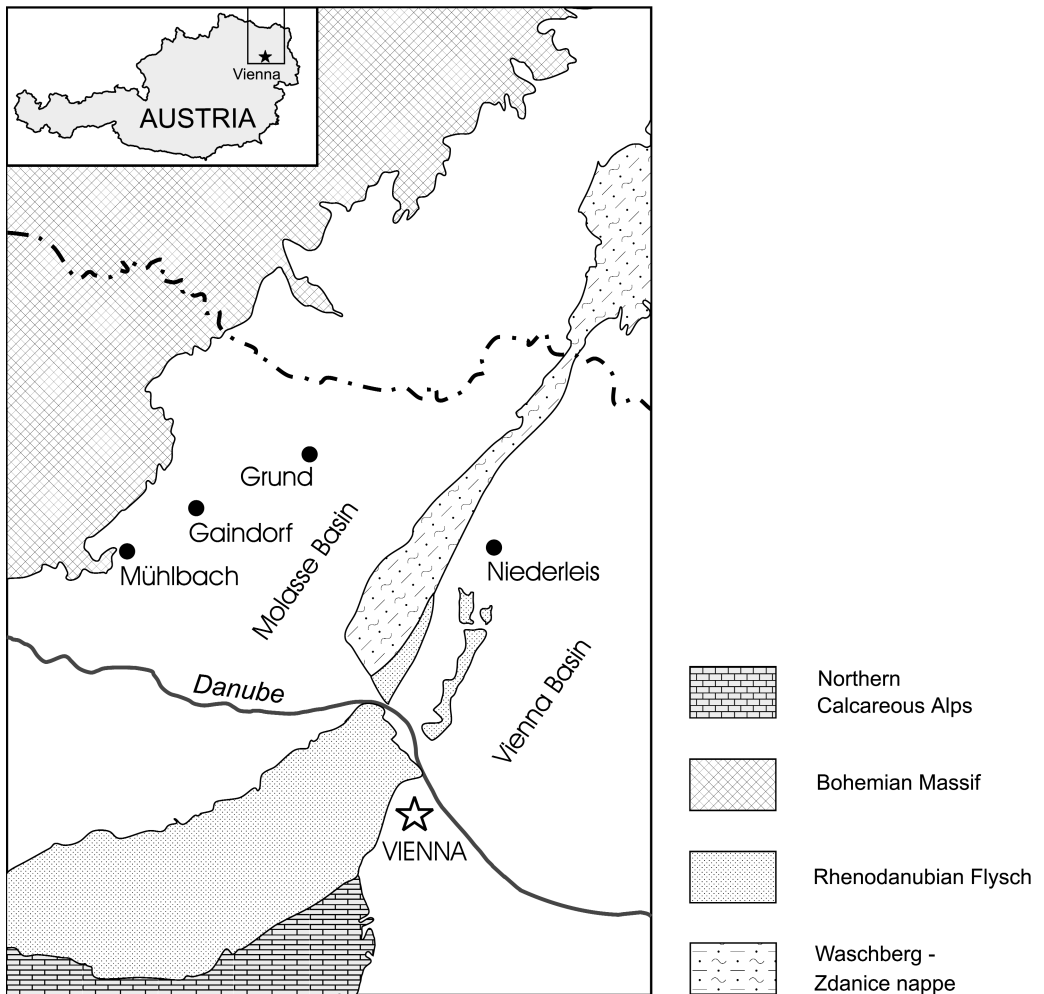 Vienna
AUSTRIA
Grund
Gaindorf
Mühlbach
Molasse Basin
Niederleis
Danube
Vienna Basin
VIENNA
Northern
Calcareous Alps
Bohemian Massif
Rhenodanubian Flysch
Waschberg -
Zdanice nappe